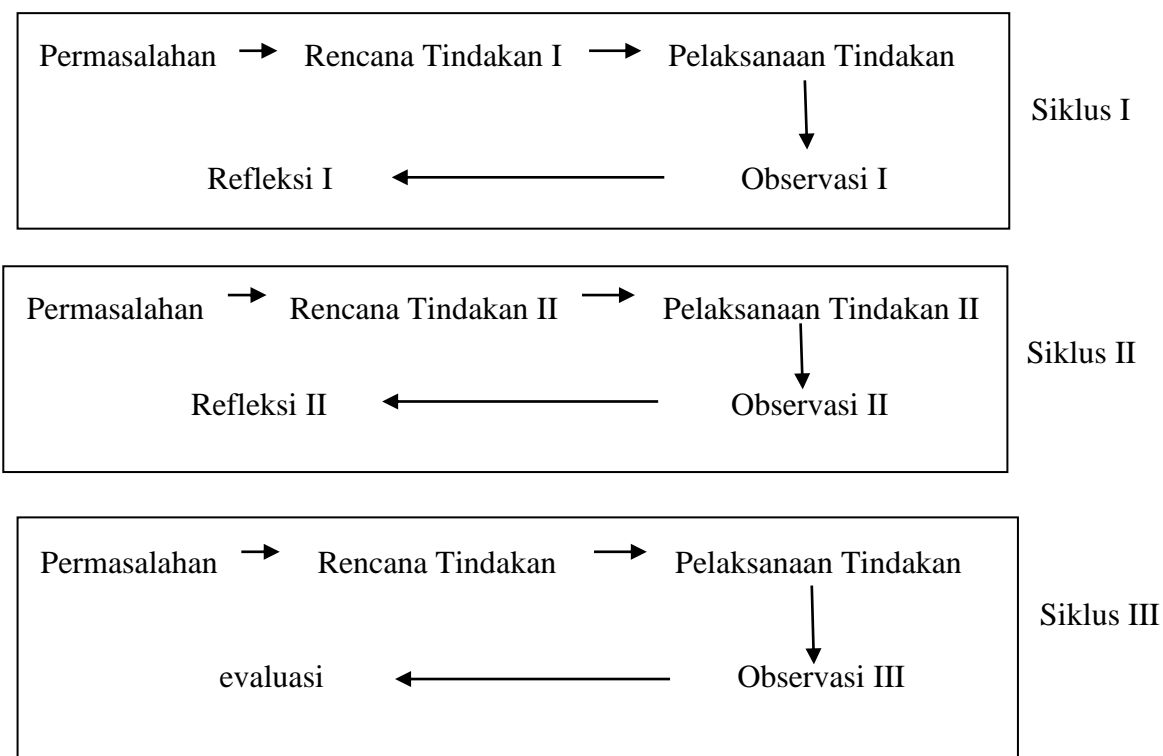 Permasalahan Rencana Tindakan I Pelaksanaan Tindakan
Siklus I
Refleksi I Observasi I
Permasalahan Rencana Tindakan II Pelaksanaan Tindakan II
Siklus II
Refleksi II Observasi II
Permasalahan Rencana Tindakan Pelaksanaan Tindakan
Siklus III
evaluasi Observasi III